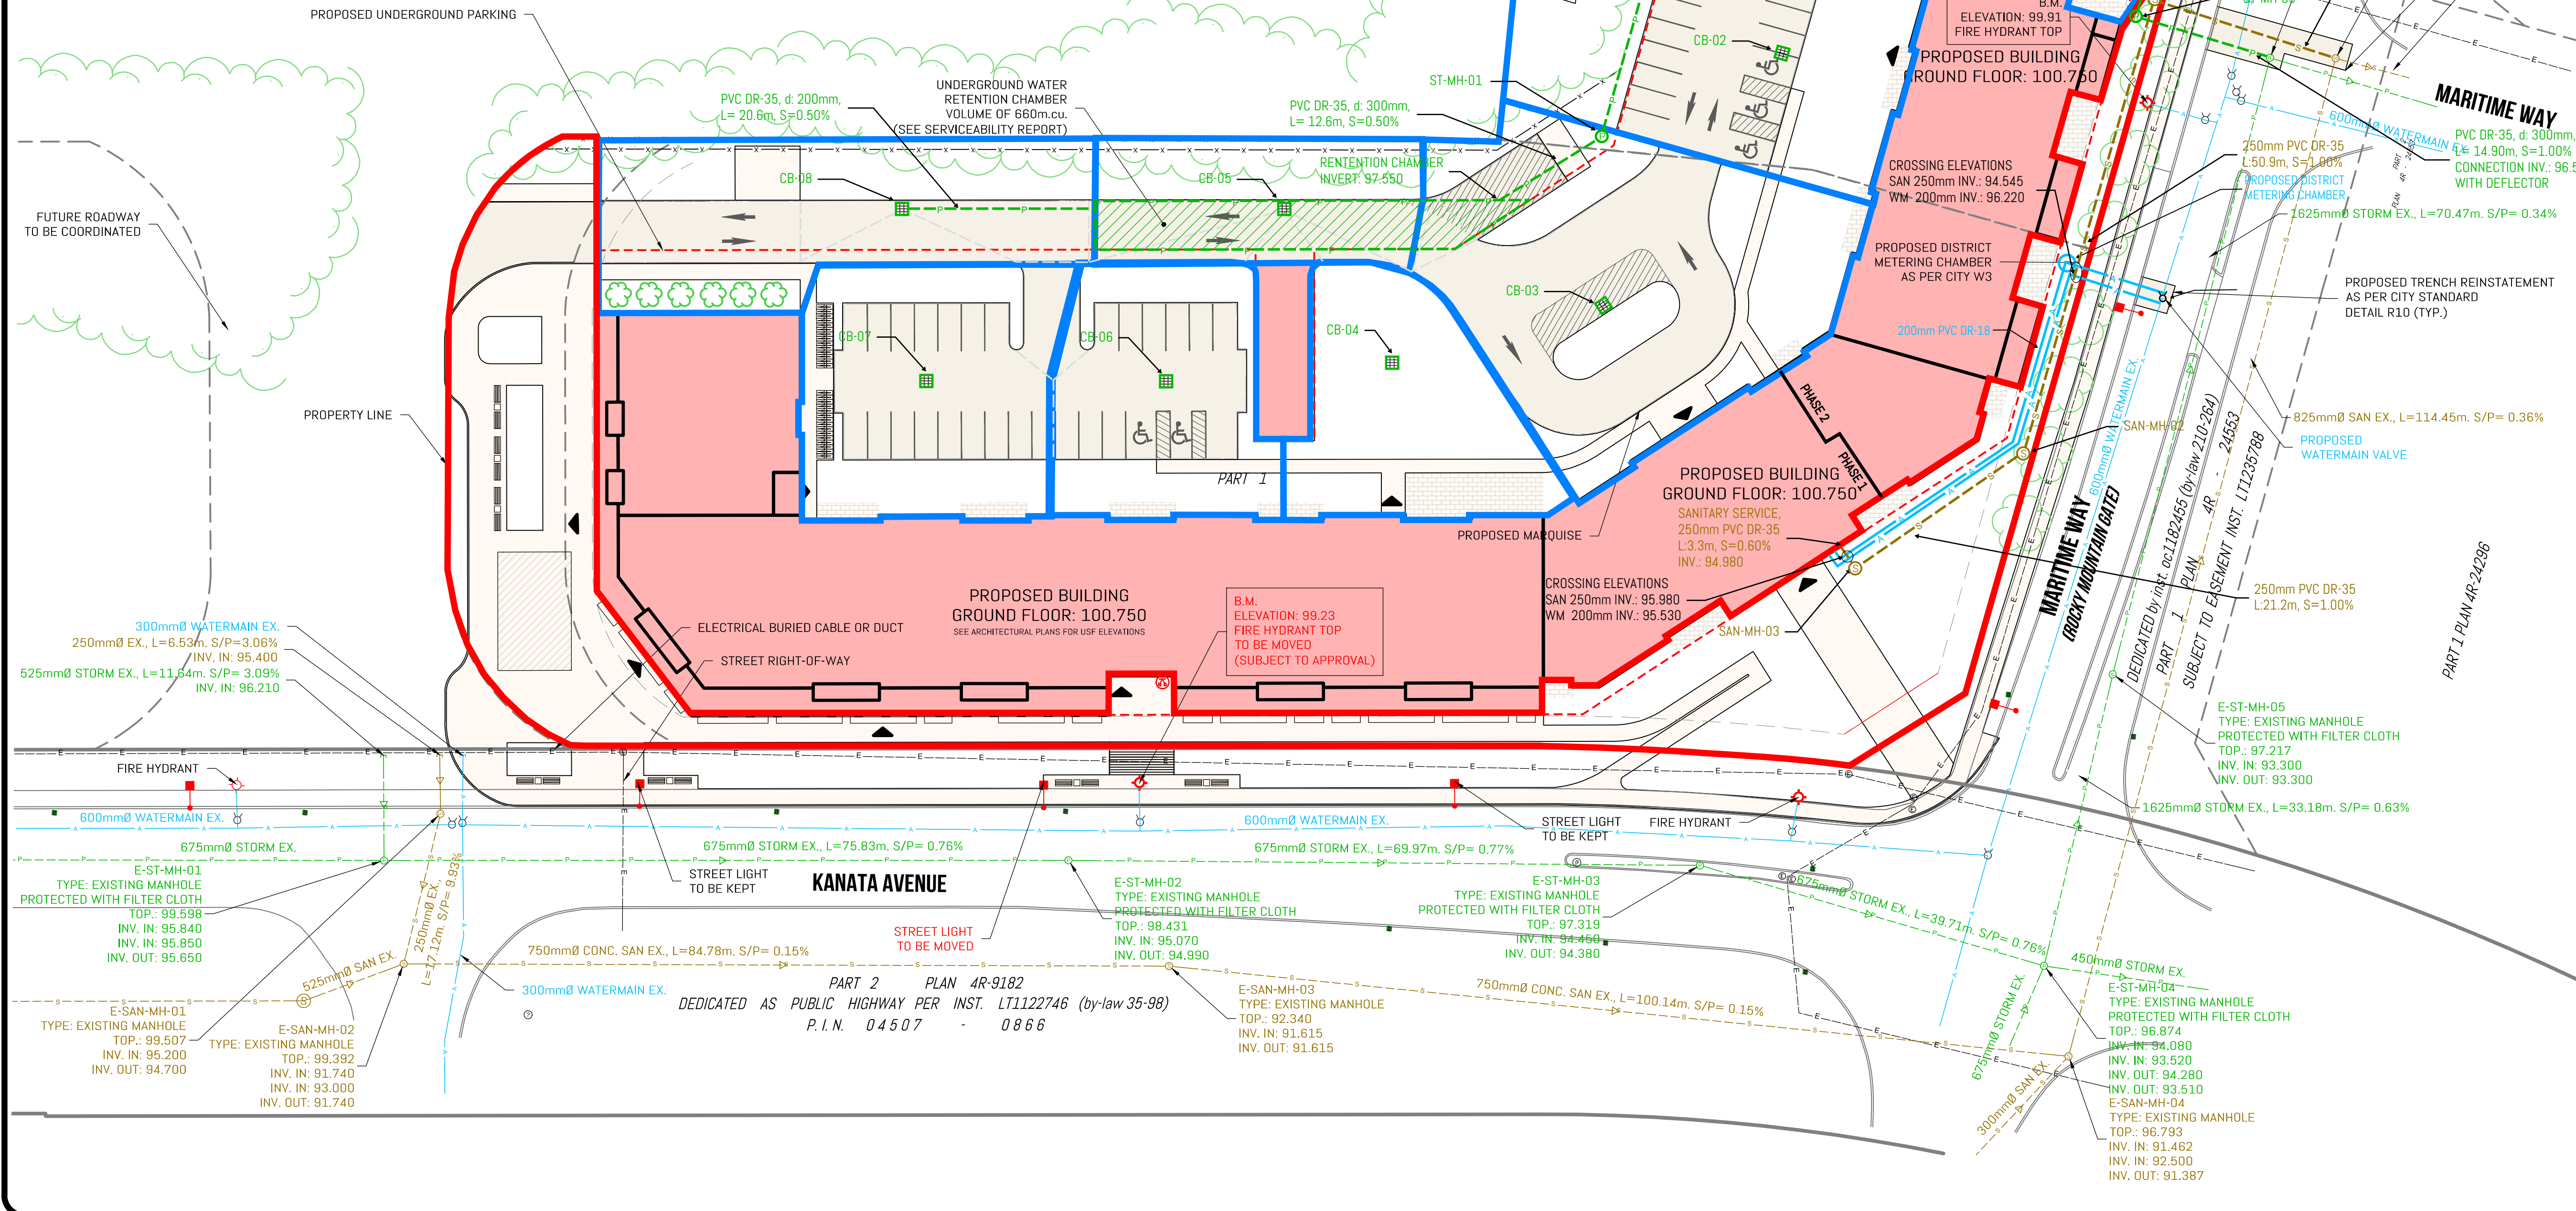 PROPOSED UNDERGROUND PARKING
UNDERGROUND WATER
RETENTION CHAMBER
VOLUME OF 660m.cu.
(SEE SERVICEABILITY REPORT)
PVC DR-35, d: 200mm,
L= 20.6m, S=0.50%
PVC DR-35, d: 300mm,
L= 12.6m, S=0.50%
ST-MH-01
CB-02
B.M.
ELEVATION: 99.91
FIRE HYDRANT TOP
PROPOSED BUILDING
GROUND FLOOR: 100.750
MARITIME WAY
600mmØ WATERMAIN EX.
PVC DR-35, d: 300mm,
L= 14.90m, S=1.00%
CONNECTION INV.: 96.5
WITH DEFLECTOR
250mm PVC DR-35
L:50.9m, S=1.00%
PROPOSED DISTRICT
METERING CHAMBER
1625mmØ STORM EX., L=70.47m. S/P= 0.34%
RENTENTION CHAMBER
INVERT: 97.550
CROSSING ELEVATIONS
SAN 250mm INV.: 94.545
WM 200mm INV.: 96.220
CB-08
CB-05
FUTURE ROADWAY
TO BE COORDINATED
PROPOSED DISTRICT
METERING CHAMBER
AS PER CITY W3
PROPOSED TRENCH REINSTATEMENT
AS PER CITY STANDARD
DETAIL R10 (TYP.)
CB-03
CB-07
CB-06
CB-04
200mm PVC DR-18
PROPERTY LINE
PHASE 2
PHASE 1
825mmØ SAN EX., L=114.45m. S/P= 0.36%
SAN-MH-02
PROPOSED
WATERMAIN VALVE
600mmØ WATERMAIN EX.
PART 1
PROPOSED BUILDING
GROUND FLOOR: 100.750
SANITARY SERVICE,
250mm PVC DR-35
L:3.3m, S=0.60%
INV.: 94.980
PROPOSED MARQUISE
MARITIME WAY
(ROCKY MOUNTAIN GATE)
DEDICATED by inst. oc1182455 (by-law 210-264)
PART 1 PLAN 4R - 24553
SUBJECT TO EASEMENT INST. LT1235788
PART 1 PLAN 4R-24296
CROSSING ELEVATIONS
SAN 250mm INV.: 95.980
WM 200mm INV.: 95.530
250mm PVC DR-35
L:21.2m, S=1.00%
SAN-MH-03
PROPOSED BUILDING
GROUND FLOOR: 100.750
SEE ARCHITECTURAL PLANS FOR USF ELEVATIONS
B.M.
ELEVATION: 99.23
FIRE HYDRANT TOP
TO BE MOVED
(SUBJECT TO APPROVAL)
ELECTRICAL BURIED CABLE OR DUCT
STREET RIGHT-OF-WAY
300mmØ WATERMAIN EX.
250mmØ EX., L=6.53m. S/P=3.06%
INV. IN: 95.400
525mmØ STORM EX., L=11.64m. S/P= 3.09%
INV. IN: 96.210
E-ST-MH-05
TYPE: EXISTING MANHOLE
PROTECTED WITH FILTER CLOTH
TOP.: 97.217
INV. IN: 93.300
INV. OUT: 93.300
1625mmØ STORM EX., L=33.18m. S/P= 0.63%
FIRE HYDRANT
600mmØ WATERMAIN EX.
600mmØ WATERMAIN EX.
STREET LIGHT
TO BE KEPT
FIRE HYDRANT
675mmØ STORM EX.
675mmØ STORM EX., L=75.83m. S/P= 0.76%
675mmØ STORM EX., L=69.97m. S/P= 0.77%
E-ST-MH-01
TYPE: EXISTING MANHOLE
PROTECTED WITH FILTER CLOTH
TOP.: 99.598
INV. IN: 95.840
INV. IN: 95.850
INV. OUT: 95.650
250mmØ EX.,
L=17.12m. S/P= 9.93%
STREET LIGHT
TO BE KEPT
KANATA AVENUE
E-ST-MH-02
TYPE: EXISTING MANHOLE
PROTECTED WITH FILTER CLOTH
TOP.: 98.431
INV. IN: 95.070
INV. OUT: 94.990
E-ST-MH-03
TYPE: EXISTING MANHOLE
PROTECTED WITH FILTER CLOTH
TOP.: 97.319
INV. IN: 94.450
INV. OUT: 94.380
675mmØ STORM EX., L=39.71m. S/P= 0.76%
STREET LIGHT
TO BE MOVED
525mmØ SAN EX.
750mmØ CONC. SAN EX., L=84.78m. S/P= 0.15%
300mmØ WATERMAIN EX.
PART 2 PLAN 4R-9182
DEDICATED AS PUBLIC HIGHWAY PER INST. LT1122746 (by-law 35-98)
P.I.N. 04507 - 0866
E-SAN-MH-03
TYPE: EXISTING MANHOLE
TOP.: 92.340
INV. IN: 91.615
INV. OUT: 91.615
750mmØ CONC. SAN EX., L=100.14m. S/P= 0.15%
450mmØ STORM EX.
675mmØ STORM EX.
E-ST-MH-04
TYPE: EXISTING MANHOLE
PROTECTED WITH FILTER CLOTH
TOP.: 96.874
INV. IN: 94.080
INV. IN: 93.520
INV. OUT: 94.280
INV. OUT: 93.510
E-SAN-MH-01
TYPE: EXISTING MANHOLE
TOP.: 99.507
INV. IN: 95.200
INV. OUT: 94.700
E-SAN-MH-02
TYPE: EXISTING MANHOLE
TOP.: 99.392
INV. IN: 91.740
INV. IN: 93.000
INV. OUT: 91.740
300mmØ SAN EX.
E-SAN-MH-04
TYPE: EXISTING MANHOLE
TOP.: 96.793
INV. IN: 91.462
INV. IN: 92.500
INV. OUT: 91.387